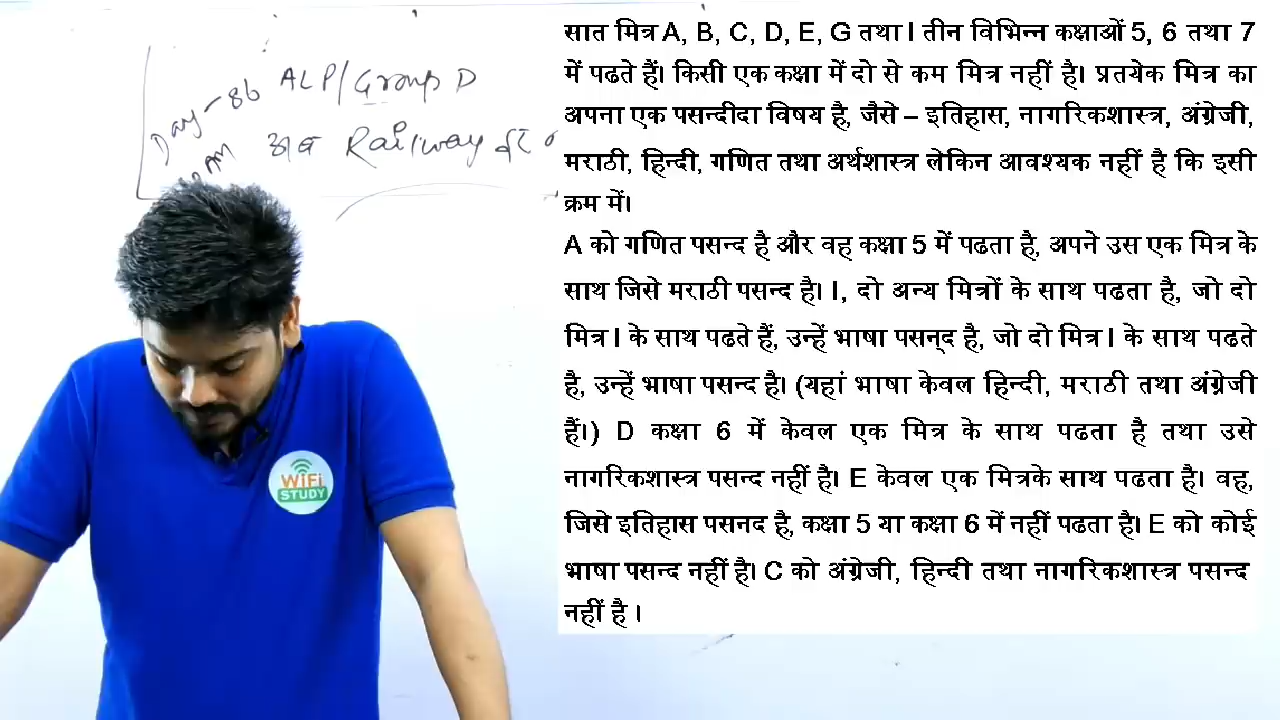 Day-86 ALP/Group D
अब Railway
सात मित्र A, B, C, D, E, G तथा I तीन विभिन्न कक्षाओं 5, 6 तथा 7
में पढते हैं। किसी एक कक्षा में दो से कम मित्र नहीं है। प्रतयेक मित्र का
अपना एक पसन्दीदा विषय है, जैसे – इतिहास, नागरिकशास्त्र, अंग्रेजी,
मराठी, हिन्दी, गणित तथा अर्थशास्त्र लेकिन आवश्यक नहीं है कि इसी
क्रम में।
A को गणित पसन्द है और वह कक्षा 5 में पढता है, अपने उस एक मित्र के
साथ जिसे मराठी पसन्द है। I, दो अन्य मित्रों के साथ पढता है, जो दो
मित्र I के साथ पढते हैं, उन्हें भाषा पसन्द है, जो दो मित्र I के साथ पढते
है, उन्हें भाषा पसन्द है। (यहां भाषा केवल हिन्दी, मराठी तथा अंग्रेजी
हैं।) D कक्षा 6 में केवल एक मित्र के साथ पढता है तथा उसे
नागरिकशास्त्र पसन्द नहीं है। E केवल एक मित्रके साथ पढता है। वह,
जिसे इतिहास पसनद है, कक्षा 5 या कक्षा 6 में नहीं पढता है। E को कोई
भाषा पसन्द नहीं है। C को अंग्रेजी, हिन्दी तथा नागरिकशास्त्र पसन्द
नहीं है ।
WiFi
STUDY